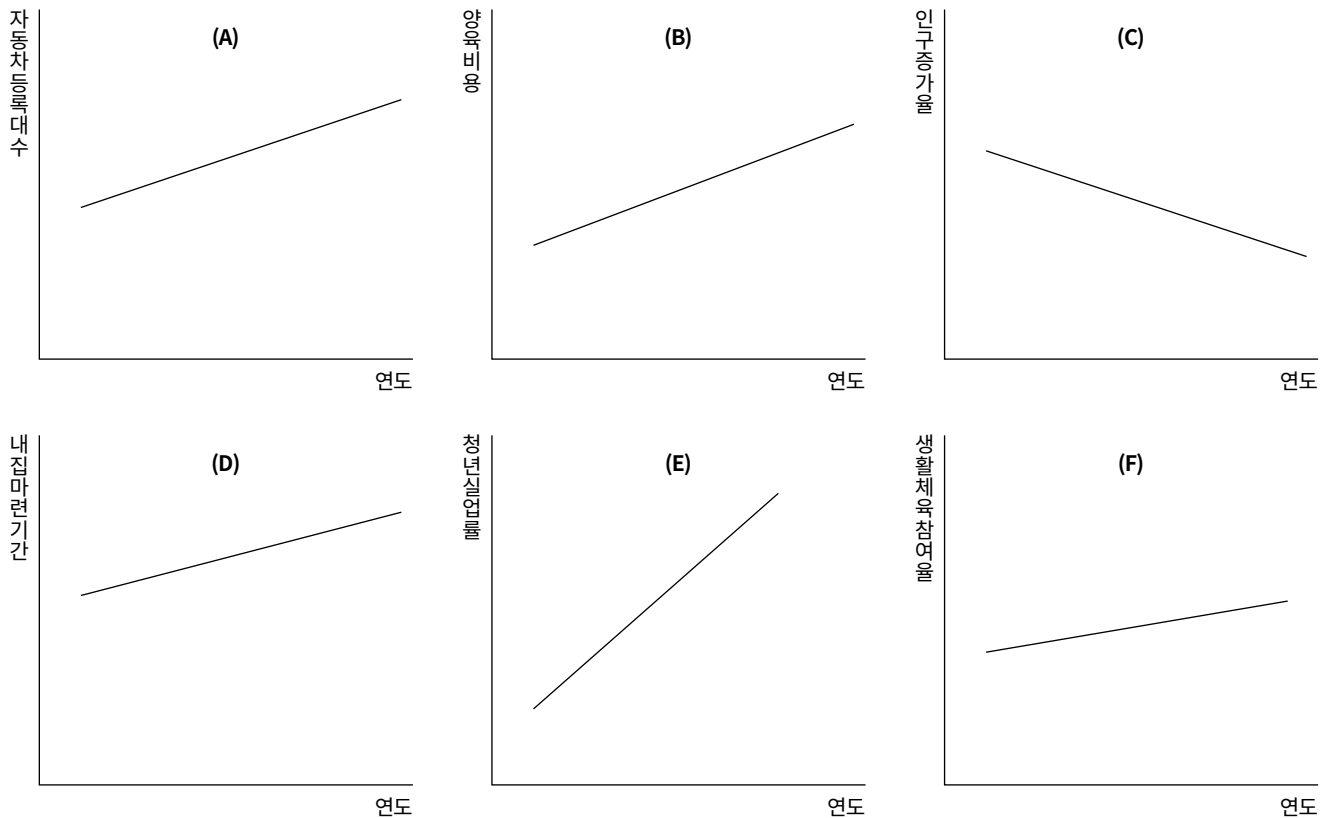 자동차등록대수
(A)
연도
양육비용
(B)
연도
인구증가율
(C)
연도
내집마련기간
(D)
연도
청년실업률
(E)
연도
생활체육참여율
(F)
연도